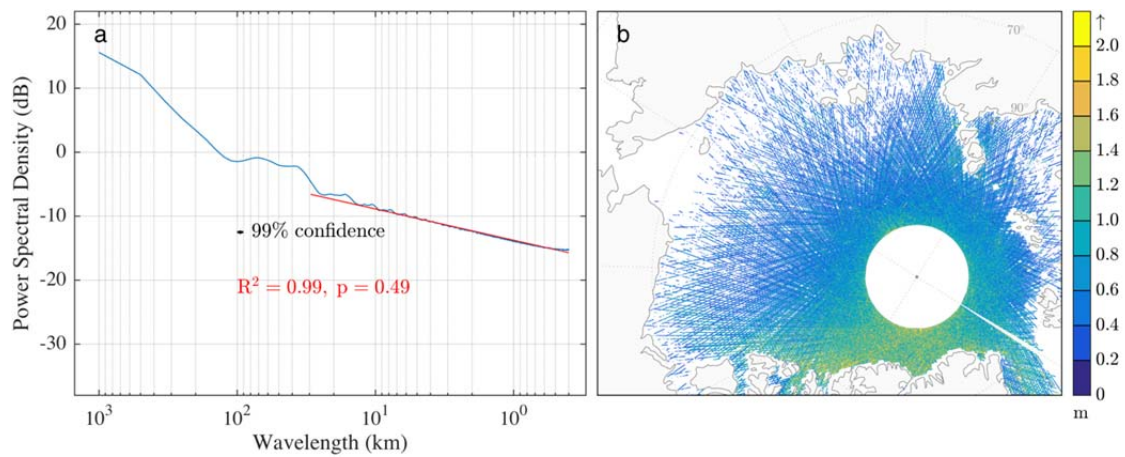 a
20
10
0
-10
-20
-30
Power Spectral Density (dB)
99% confidence
R² = 0.99, p = 0.49
10³ 10² 10¹ 10⁰
Wavelength (km)
b
70°
90°
↑
2.0
1.8
1.6
1.4
1.2
1.0
0.8
0.6
0.4
0.2
0
m